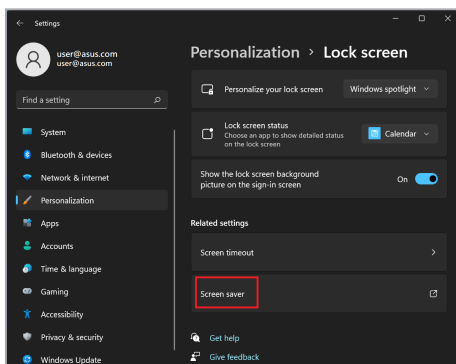 Settings
user@asus.com
user@asus.com
Find a setting
System
Bluetooth & devices
Network & internet
Personalization
Apps
Accounts
Time & language
Gaming
Accessibility
Privacy & security
Windows Update
Personalization > Lock screen
Personalize your lock screen
Windows spotlight
Lock screen status
Choose an app to show detailed status
on the lock screen
Calendar
Show the lock screen background
picture on the sign-in screen
On
Related settings
Screen timeout
Screen saver
Get help
Give feedback